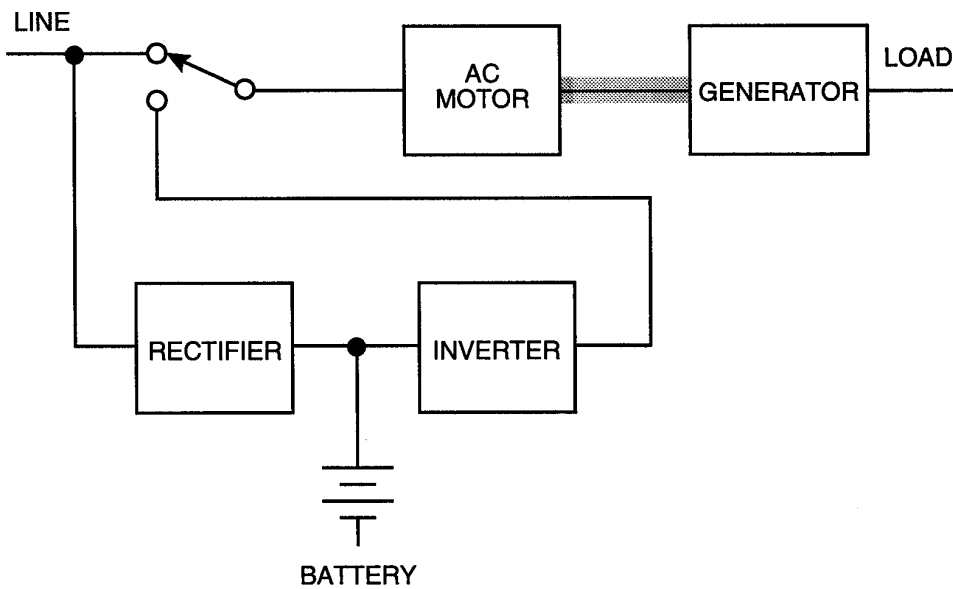 LINE
AC
MOTOR
GENERATOR
LOAD
RECTIFIER
INVERTER
BATTERY